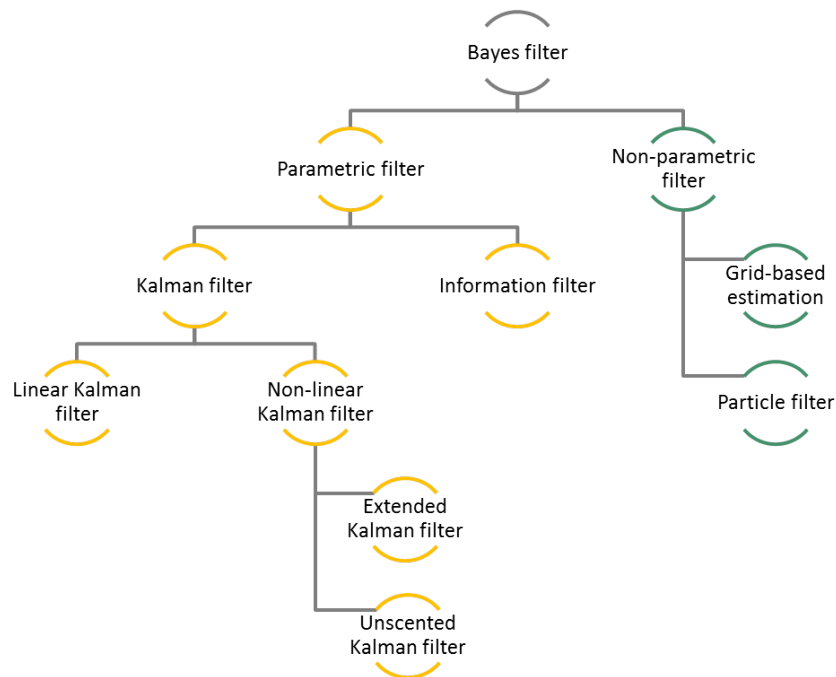 Bayes filter
Parametric filter
Non-parametric
filter
Kalman filter
Information filter
Grid-based
estimation
Linear Kalman
filter
Non-linear
Kalman filter
Particle filter
Extended
Kalman filter
Unscented
Kalman filter